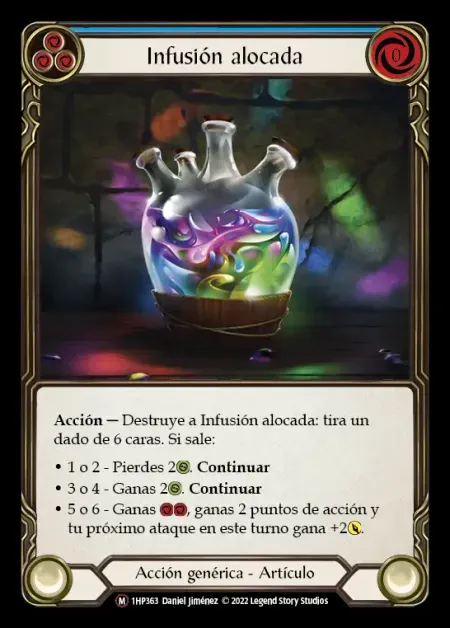 Infusión alocada
0
Acción — Destruye a Infusión alocada: tira un
dado de 6 caras. Si sale:
• 1 o 2 - Pierdes 2. Continuar
• 3 o 4 - Ganas 2. Continuar
• 5 o 6 - Ganas , ganas 2 puntos de acción y
tu próximo ataque en este turno gana +2.
Acción genérica - Artículo
M 1HP363 Daniel Jiménez © 2022 Legend Story Studios